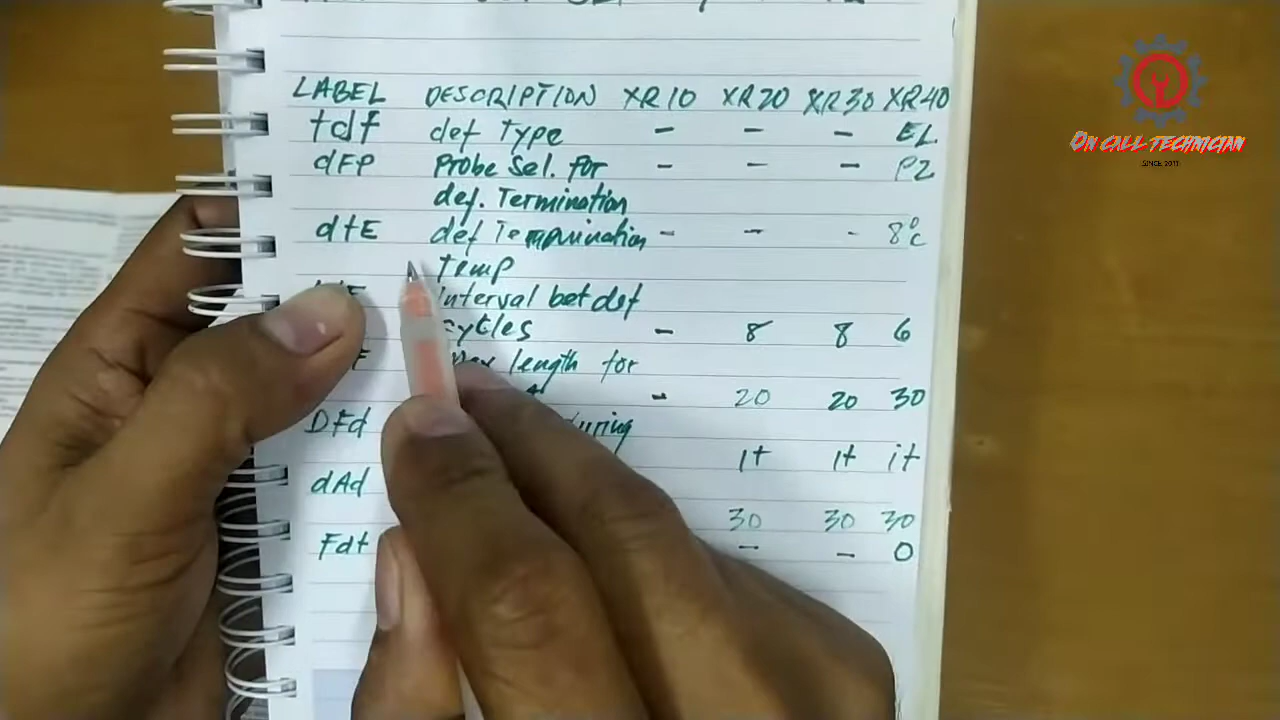 LABEL DESCRIPTION XR10 XR20 XR30 XR40
tdf def Type - - - EL
dFP Probe Sel. for - - - P2
def. Termination
dtE def Termination - - - 8°C
Temp
Interval bet def
cycles - 8 8 6
length for
- 20 20 30
DFd during
1t 1t it
dAd
30 30 30
Fdt - - 0
ON CALL TECHNICIAN
SINCE 2011